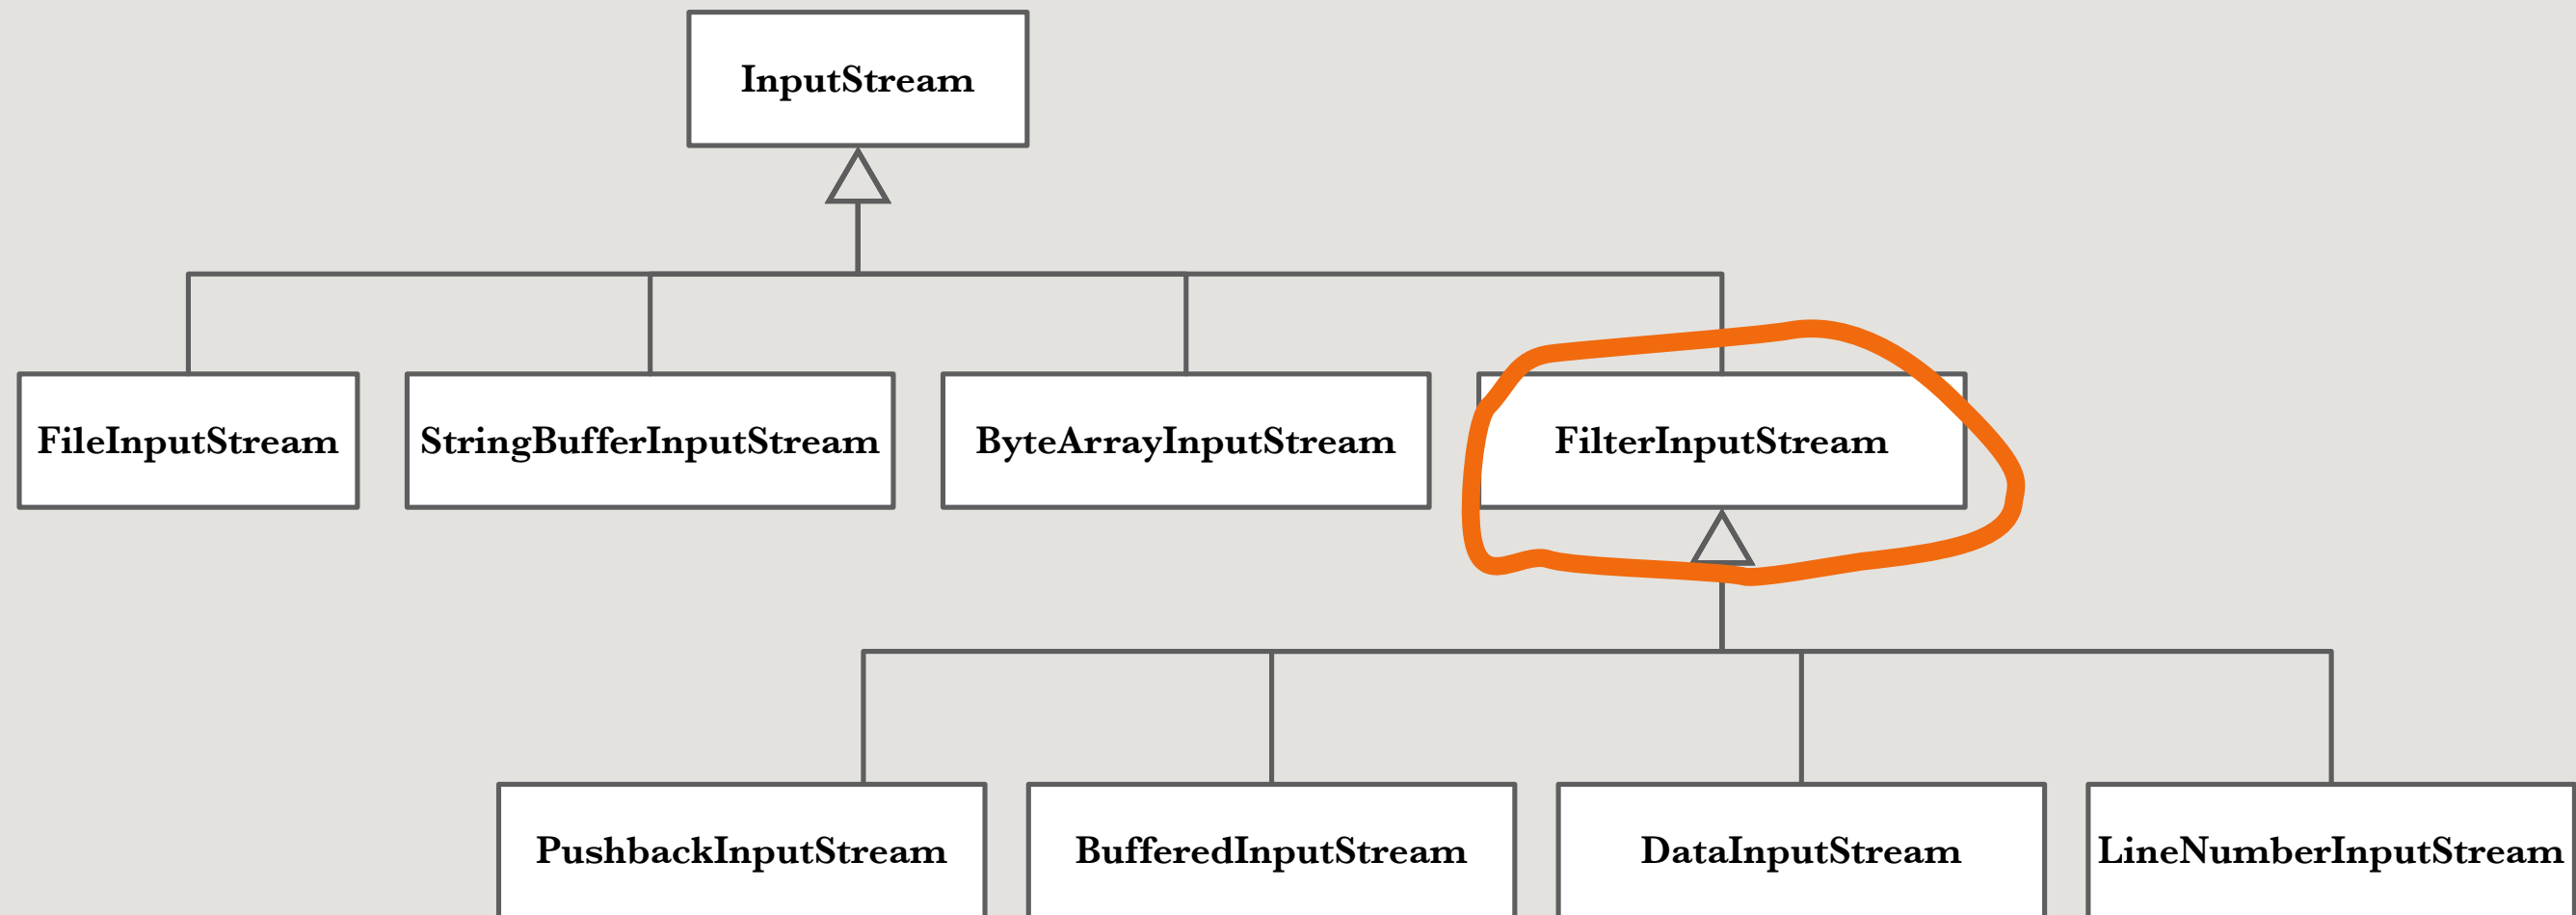 InputStream
FileInputStream
StringBufferInputStream
ByteArrayInputStream
FilterInputStream
PushbackInputStream
BufferedInputStream
DataInputStream
LineNumberInputStream